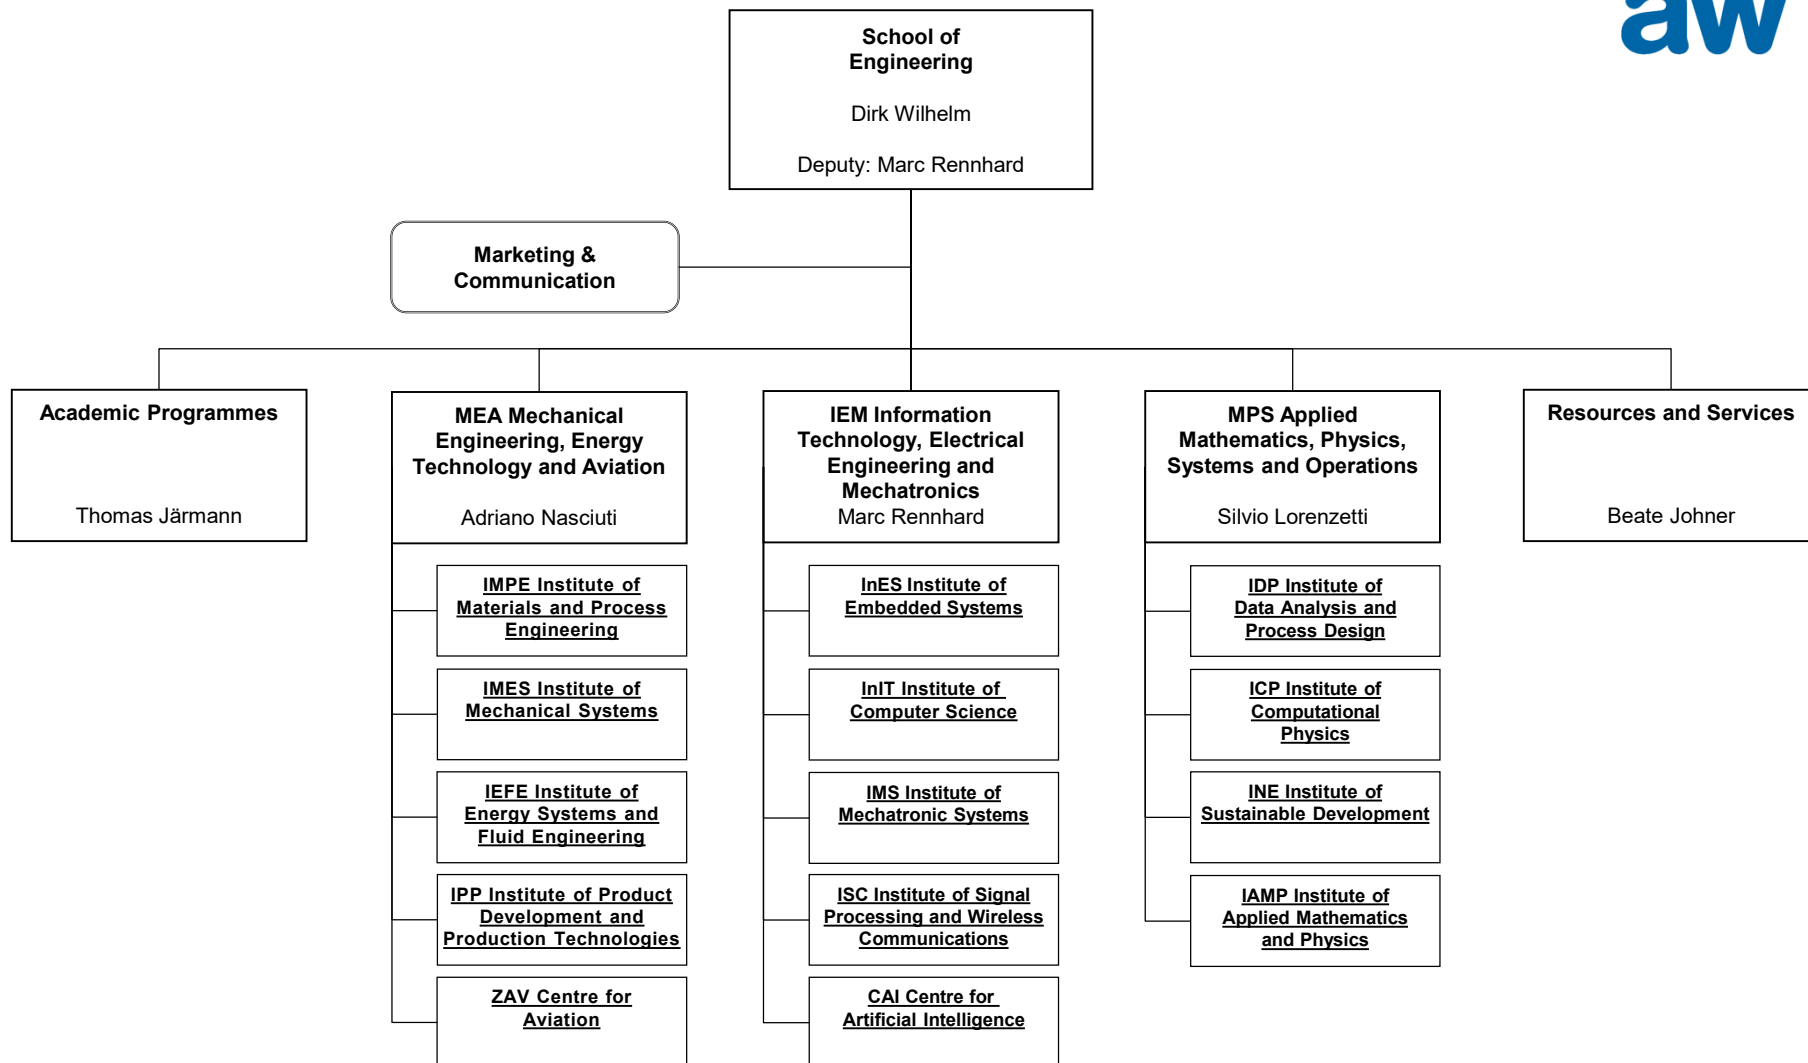 aw
School of
Engineering
Dirk Wilhelm
Deputy: Marc Rennhard
Marketing &
Communication
Academic Programmes
Thomas Järmann
MEA Mechanical
Engineering, Energy
Technology and Aviation
Adriano Nasciuti
IMPE Institute of
Materials and Process
Engineering
IMES Institute of
Mechanical Systems
IEFE Institute of
Energy Systems and
Fluid Engineering
IPP Institute of Product
Development and
Production Technologies
ZAV Centre for
Aviation
IEM Information
Technology, Electrical
Engineering and
Mechatronics
Marc Rennhard
InES Institute of
Embedded Systems
InIT Institute of
Computer Science
IMS Institute of
Mechatronic Systems
ISC Institute of Signal
Processing and Wireless
Communications
CAI Centre for
Artificial Intelligence
MPS Applied
Mathematics, Physics,
Systems and Operations
Silvio Lorenzetti
IDP Institute of
Data Analysis and
Process Design
ICP Institute of
Computational
Physics
INE Institute of
Sustainable Development
IAMP Institute of
Applied Mathematics
and Physics
Resources and Services
Beate Johner